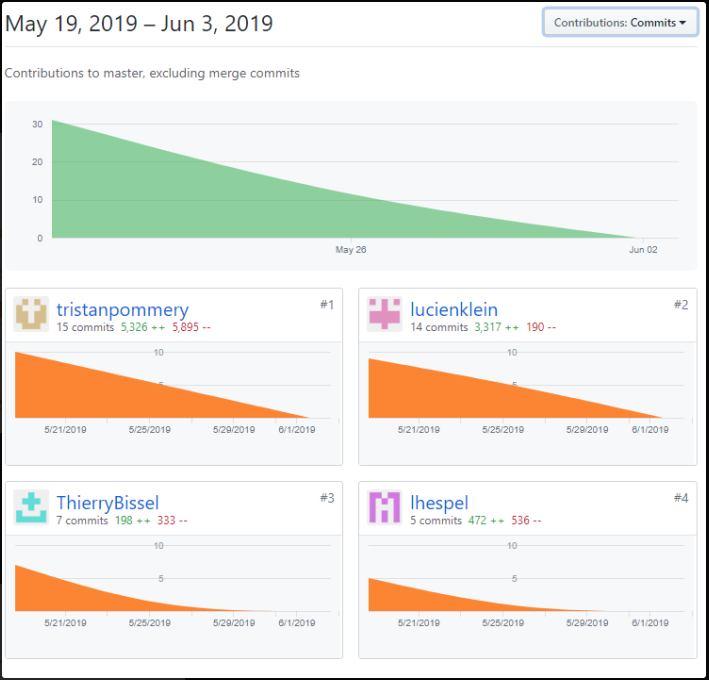 May 19, 2019 – Jun 3, 2019
Contributions: Commits
Contributions to master, excluding merge commits
30
20
10
0
May 26
Jun 02
tristanpommery
#1
15 commits 5,326 ++ 5,895 --
10
5
5/21/2019 5/25/2019 5/29/2019 6/1/2019
lucienklein
#2
14 commits 3,317 ++ 190 --
10
5
5/21/2019 5/25/2019 5/29/2019 6/1/2019
ThierryBissel
#3
7 commits 198 ++ 333 --
10
5
5/21/2019 5/25/2019 5/29/2019 6/1/2019
lhespel
#4
5 commits 472 ++ 536 --
10
5
5/21/2019 5/25/2019 5/29/2019 6/1/2019